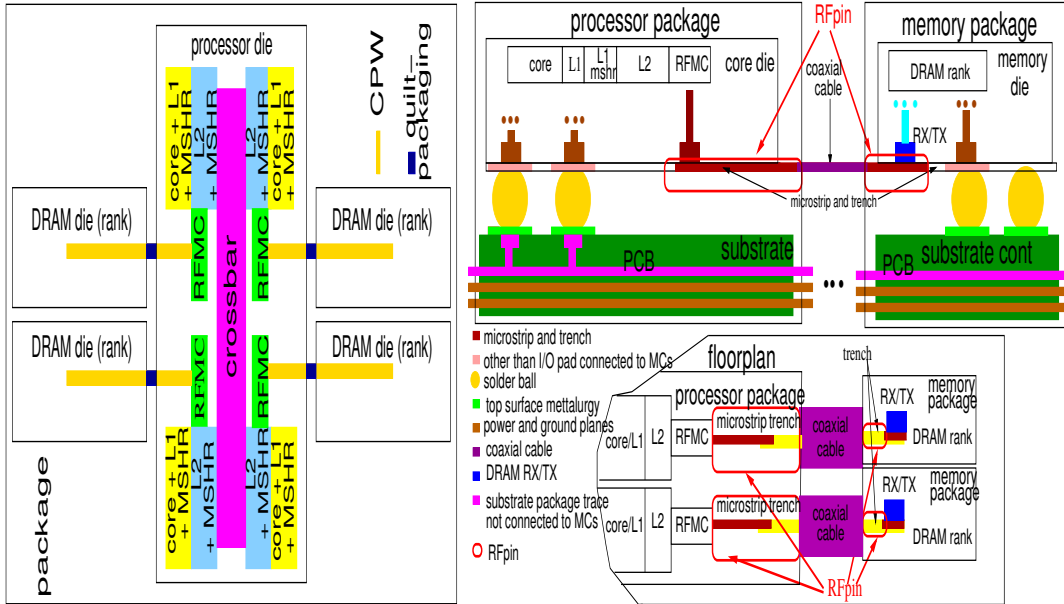 processor die
core + L1
+ MSHR
L2
+ MSHR
L2
+ MSHR
core + L1
+ MSHR
CPW
quilt–
packaging
DRAM die (rank)
RFMC
RFMC
DRAM die (rank)
crossbar
DRAM die (rank)
RFMC
RFMC
DRAM die (rank)
core + L1
+ MSHR
L2
+ MSHR
L2
+ MSHR
core + L1
+ MSHR
package
processor package
RFpin
memory package
core
L1
L1
mshr
L2
RFMC
core die
coaxial
cable
DRAM rank
memory
die
RX/TX
microstrip and trench
substrate
PCB
substrate cont
PCB
microstrip and trench
other than I/O pad connected to MCs
solder ball
top surface mettalurgy
power and ground planes
coaxial cable
DRAM RX/TX
substrate package trace
not connected to MCs
RFpin
floorplan
processor package
trench
memory
package
core/L1
L2
RFMC
microstrip trench
coaxial
cable
RX/TX
DRAM rank
memory
package
core/L1
L2
RFMC
microstrip trench
coaxial
cable
RX/TX
DRAM rank
RFpin